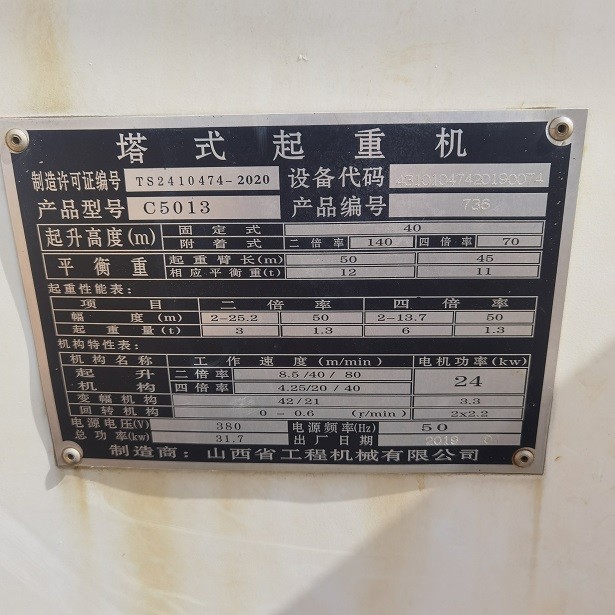 塔式起重机
制造许可证编号 TS2410474-2020 设备代码 43101047420190074
产品型号 C5013 产品编号 736
起升高度(m) 固定式 40
附着式 二倍率 140 四倍率 70
平衡重 起重臂长(m) 50 45
相应平衡重(t) 12 11
起重性能表:
项目 二倍率 四倍率
幅度(m) 2-25.2 50 2-13.7 50
起重量(t) 3 1.3 6 1.3
机构特性表:
机构名称 工作速度(m/min) 电机功率(kw)
起升机构 二倍率 8.5/40/80 24
四倍率 4.25/20/40
变幅机构 42/21 3.3
回转机构 0-0.6 (r/min) 2x2.2
电源电压(V) 380 电源频率(Hz) 50
总功率(kw) 31.7 出厂日期 2019
制造商:山西省工程机械有限公司